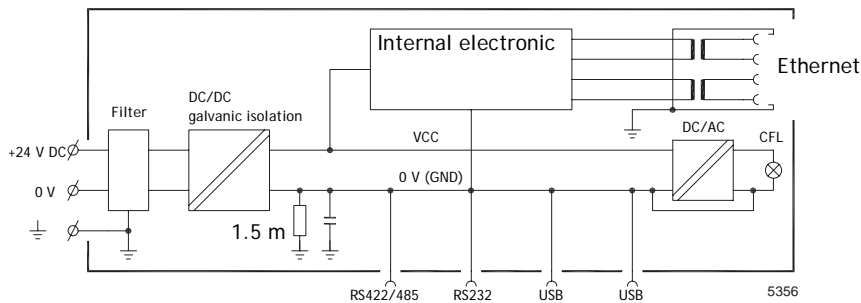 Internal electronic
Ethernet
DC/DC
galvanic isolation
Filter
DC/AC
CFL
+24 V DC
VCC
0 V
0 V (GND)
1.5 m
RS422/485
RS232
USB
USB
5356